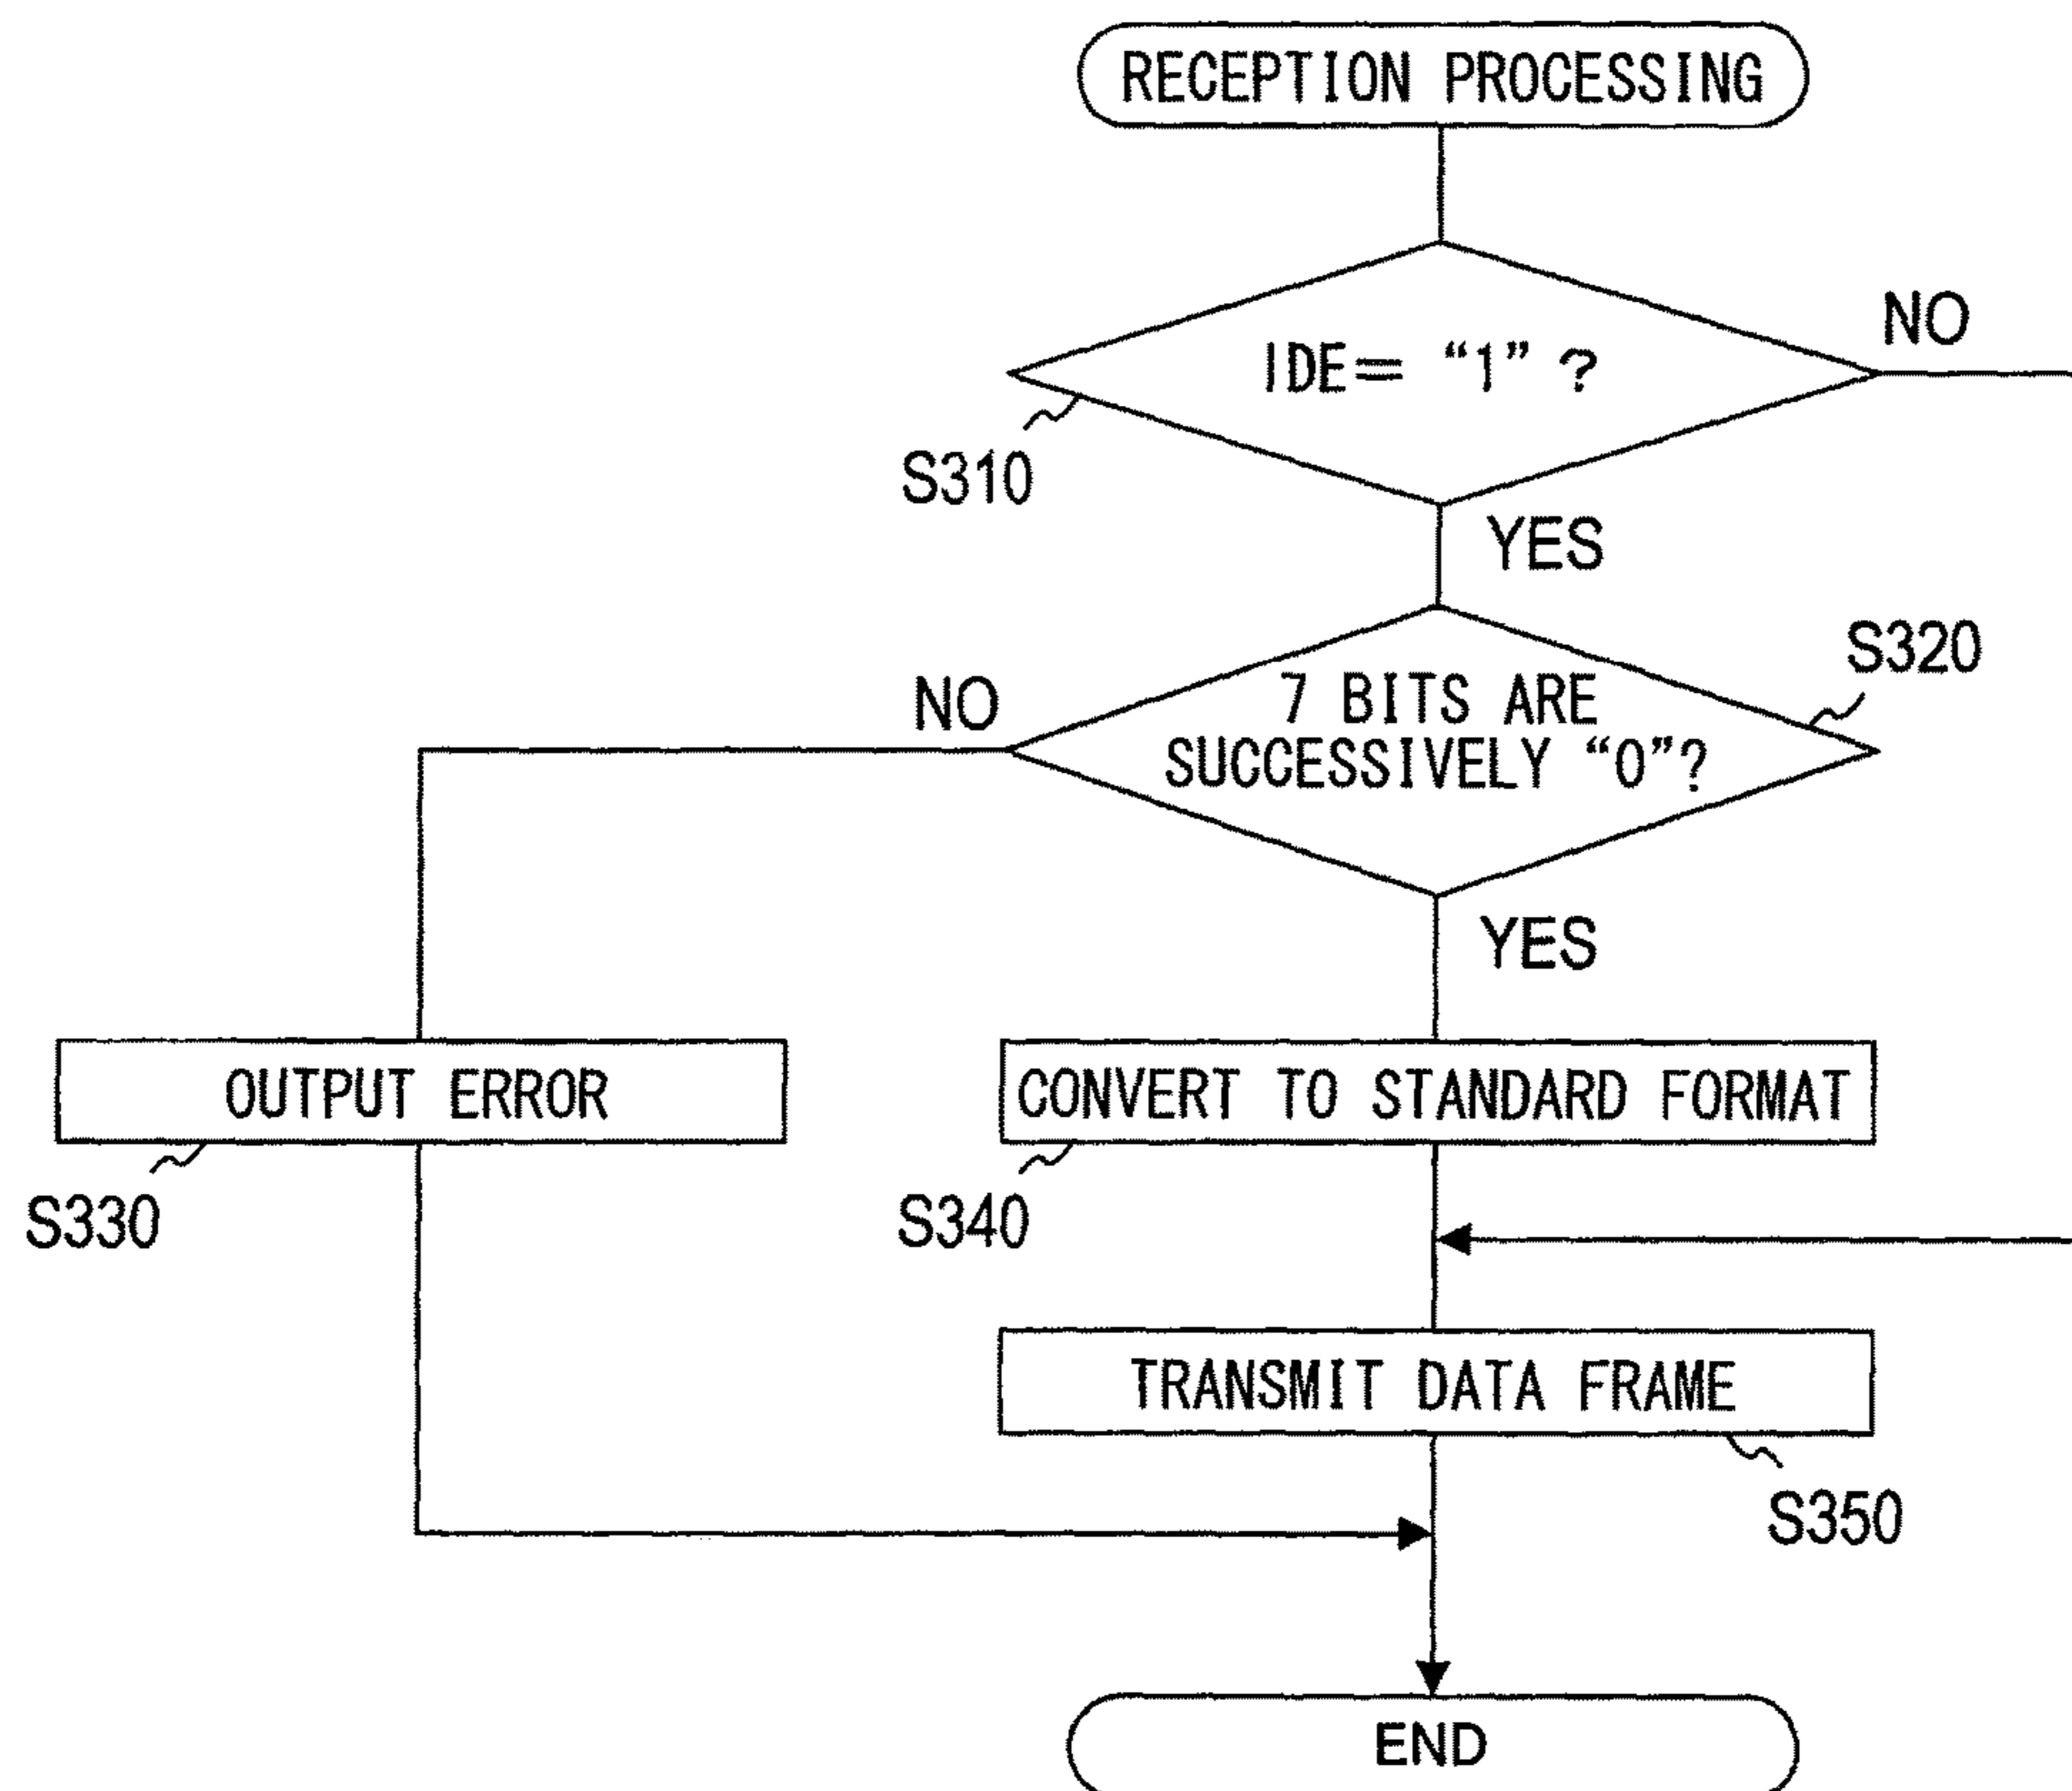 RECEPTION PROCESSING
IDE= “1” ?
NO
S310
YES
S320
7 BITS ARE
SUCCESSIVELY “0”?
NO
YES
OUTPUT ERROR
CONVERT TO STANDARD FORMAT
S330
S340
TRANSMIT DATA FRAME
S350
END